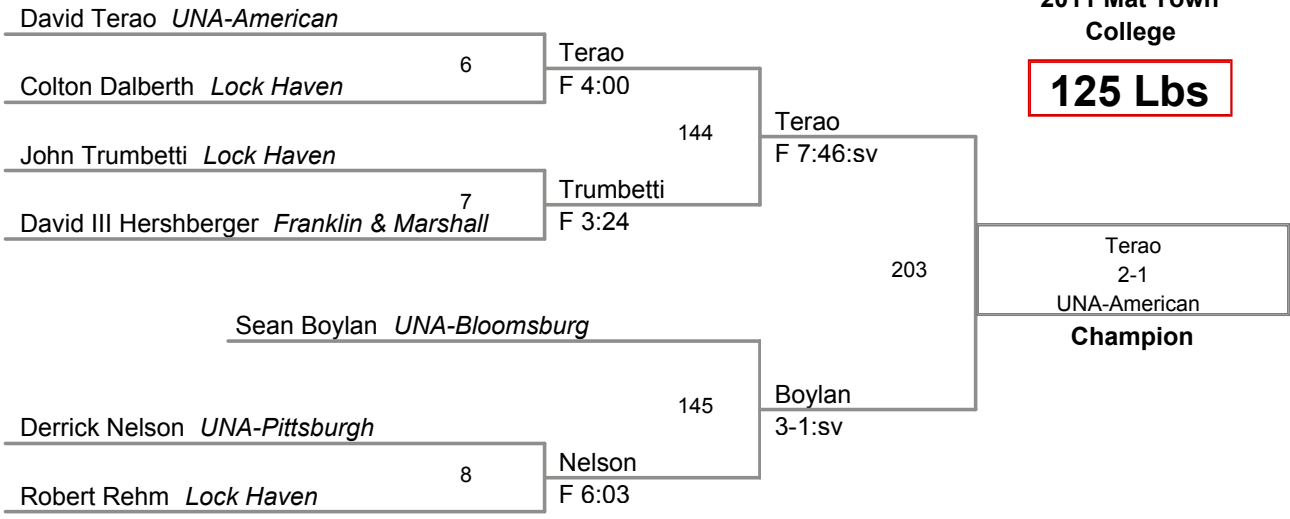 2011 Mat Town
College
125 Lbs
David Terao UNA-American
6
Colton Dalberth Lock Haven
Terao
F 4:00
John Trumbetti Lock Haven
7
David III Hershberger Franklin & Marshall
Trumbetti
F 3:24
144
Terao
F 7:46:sv
Sean Boylan UNA-Bloomsburg
Derrick Nelson UNA-Pittsburgh
8
Robert Rehm Lock Haven
Nelson
F 6:03
145
Boylan
3-1:sv
203
Terao
2-1
UNA-American
Champion